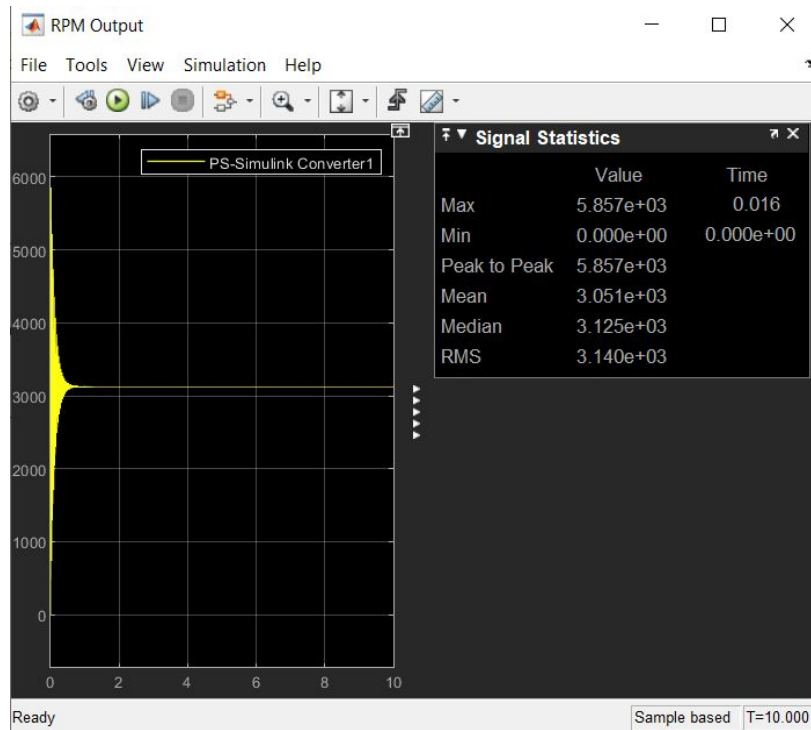 RPM Output
File Tools View Simulation Help
PS-Simulink Converter1
6000
5000
4000
3000
2000
1000
0
0 2 4 6 8 10
Signal Statistics
Value Time
Max 5.857e+03 0.016
Min 0.000e+00 0.000e+00
Peak to Peak 5.857e+03
Mean 3.051e+03
Median 3.125e+03
RMS 3.140e+03
Ready Sample based T=10.000